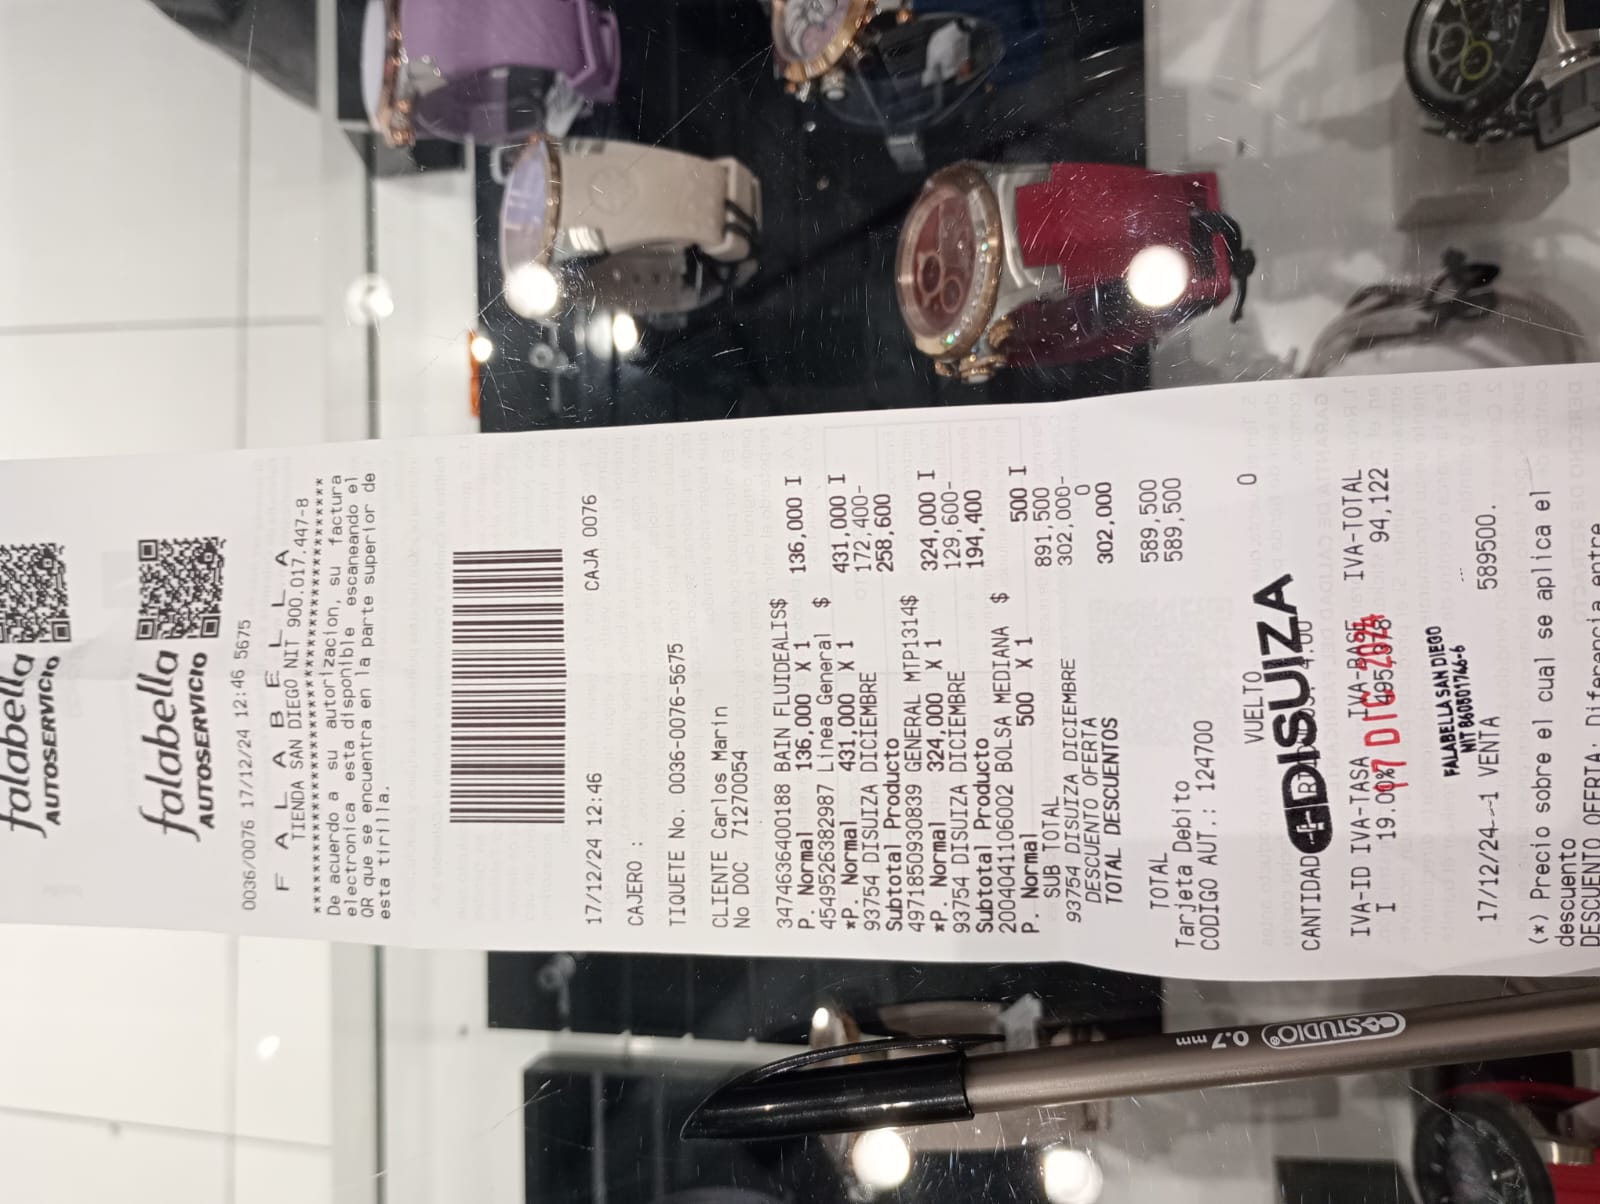 falabella
AUTOSERVICIO
falabella
AUTOSERVICIO
0036/0076 17/12/24 12:46 5675
F A L A B E L L A
TIENDA SAN DIEGO NIT 900.017.447-8
****************************************
De acuerdo a su autorizacion, su factura
electronica esta disponible escaneando el
QR que se encuentra en la parte superior de
esta tirilla.
17/12/24 12:46 CAJA 0076
CAJERO :
TIQUETE No. 0036-0076-5675
CLIENTE Carlos Marin
No DOC 71270054
3474636400188 BAIN FLUIDEALIS$
P. Normal 136,000 X 1 136,000 I
4549526382987 Linea General $
*P. Normal 431,000 X 1 431,000 I
93754 DISUIZA DICIEMBRE 172,400-
Subtotal Producto 258,600
4971850930839 GENERAL MTP1314$
*P. Normal 324,000 X 1 324,000 I
93754 DISUIZA DICIEMBRE 129,600-
Subtotal Producto 194,400
2004041106002 BOLSA MEDIANA $
P. Normal 500 X 1 500 I
SUB TOTAL 891,500
93754 DISUIZA DICIEMBRE 302,000-
DESCUENTO OFERTA 0
TOTAL DESCUENTOS 302,000
TOTAL 589,500
Tarjeta Debito 589,500
CODIGO AUT.: 124700
VUELTO 0
CANTIDAD 4.00
DISUIZA
IVA-ID IVA-TASA IVA-BASE IVA-TOTAL
I 19.00% 94,122
17 DIC 2024
FALABELLA SAN DIEGO
NIT 860501746-6
17/12/24 1 VENTA 589500.
(*) Precio sobre el cual se aplica el
descuento
DESCUENTO OFERTA: Diferencia entre
STUDIO 0.7 mm